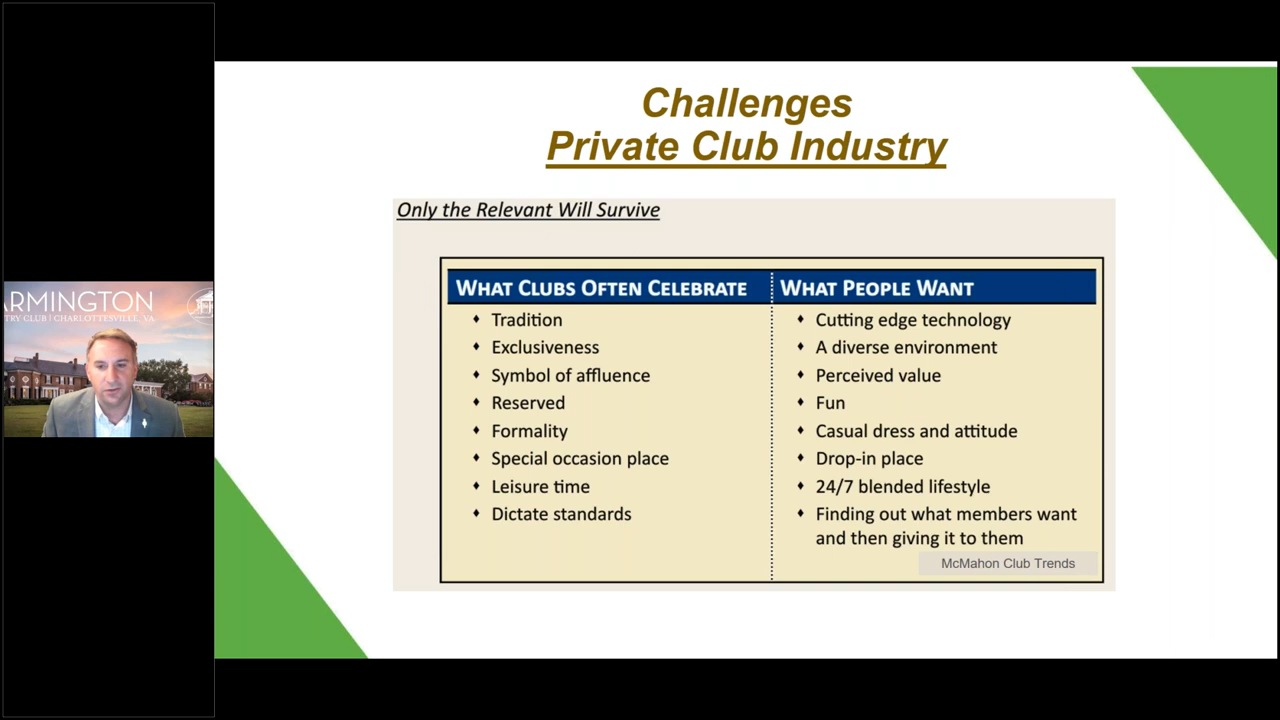 Challenges
Private Club Industry
Only the Relevant Will Survive
WHAT CLUBS OFTEN CELEBRATE
♦ Tradition
♦ Exclusiveness
♦ Symbol of affluence
♦ Reserved
♦ Formality
♦ Special occasion place
♦ Leisure time
♦ Dictate standards
WHAT PEOPLE WANT
♦ Cutting edge technology
♦ A diverse environment
♦ Perceived value
♦ Fun
♦ Casual dress and attitude
♦ Drop-in place
♦ 24/7 blended lifestyle
♦ Finding out what members want
and then giving it to them
McMahon Club Trends
ARMINGTON
TRY CLUB | CHARLOTTESVILLE, VA